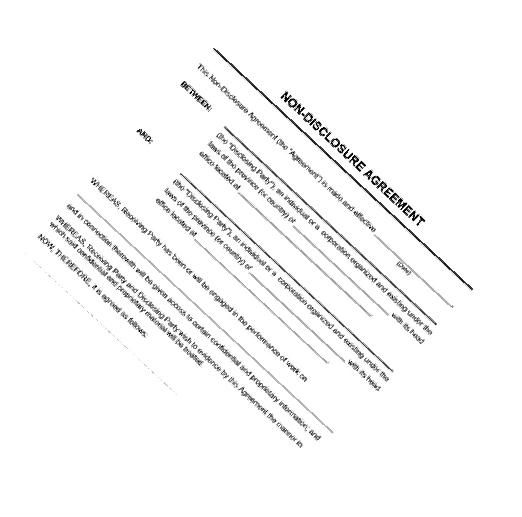 NON-DISCLOSURE AGREEMENT
This Non-Disclosure Agreement (the "Agreement") is made and effective
(Date)
BETWEEN:
(the "Disclosing Party"), an individual or a corporation organized and existing under the
laws of the province (or country) of with its head
office located at
AND:
(the "Disclosing Party"), an individual or a corporation organized and existing under the
laws of the province (or country) of with its head
office located at
WHEREAS, Receiving Party has been or will be engaged in the performance of work on
and in connection therewith will be given access to certain confidential and proprietary information; and
WHEREAS, Receiving Party and Disclosing Party wish to evidence by this Agreement the manner in
which said confidential and proprietary material will be treated.
NOW, THEREFORE, it is agreed as follows.